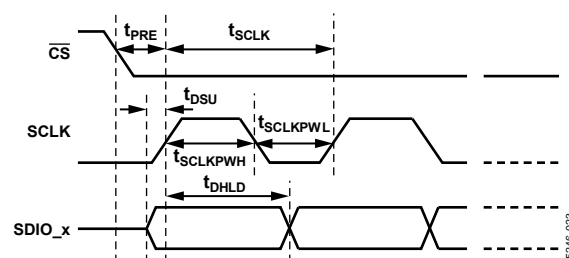 tPRE
tSCLK
CS
tDSU
SCLK
tSCLKPWL
tSCLKPWH
tDHLD
SDIO_x